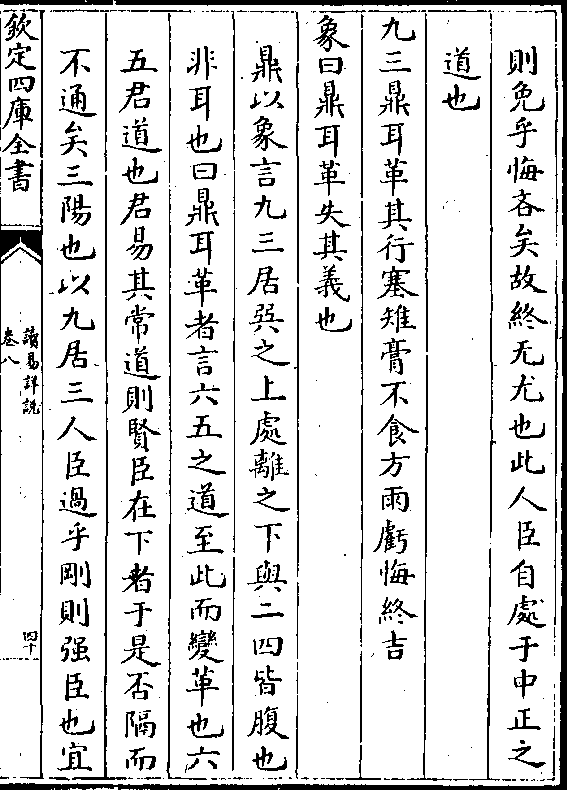 則免乎悔吝矣故終无尤也此人臣自處于中正之
道也
九三鼎耳革其行塞雉膏不食方雨虧悔終吉
象曰鼎耳革失其義也
鼎以象言九三居巽之上處離之下與二四皆腹也
非耳也曰鼎耳革者言六五之道至此而變革也六
五君道也君易其常道則賢臣在下者于是否隔而
不通矣三陽也以九居三人臣過乎剛則强臣也宜
欽定四庫全書
讀易詳說
卷八
四十